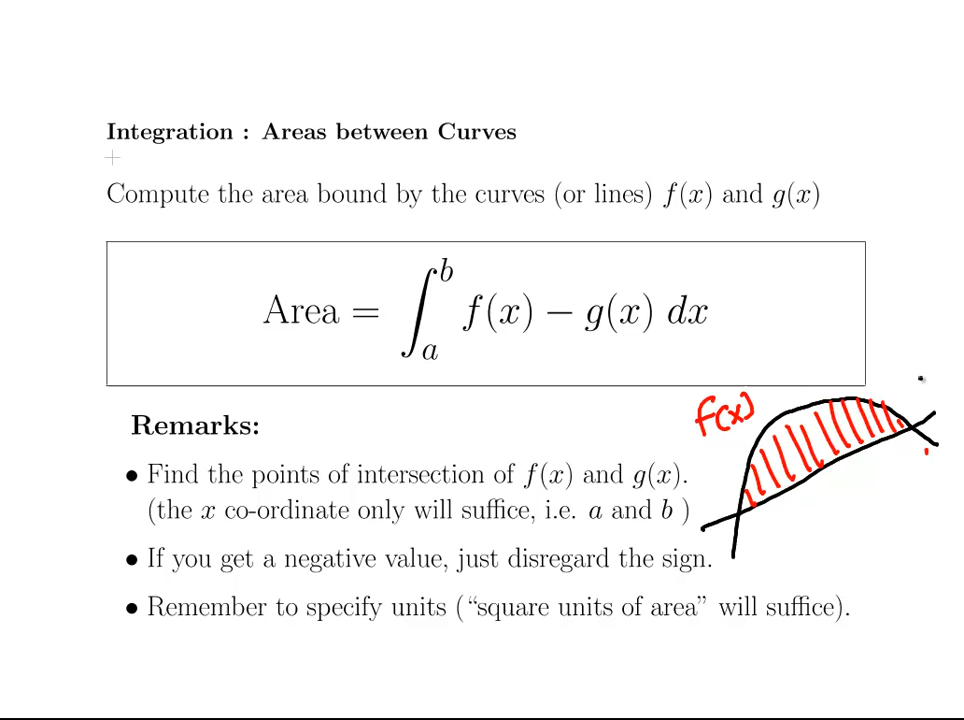 Integration : Areas between Curves
Compute the area bound by the curves (or lines) f(x) and g(x)
Area = ∫_a^b f(x) − g(x) dx
Remarks:
f(x)
• Find the points of intersection of f(x) and g(x).
(the x co-ordinate only will suffice, i.e. a and b )
• If you get a negative value, just disregard the sign.
• Remember to specify units (“square units of area” will suffice).